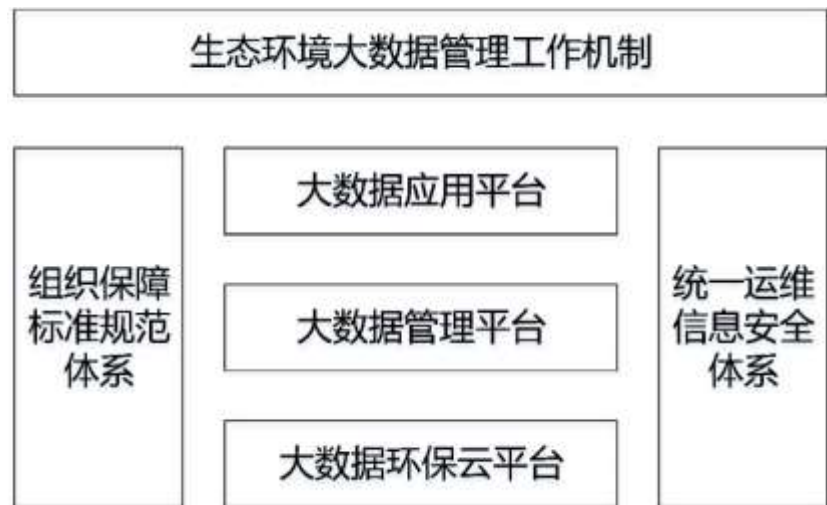 生态环境大数据管理工作机制
组织保障
标准规范
体系
大数据应用平台
大数据管理平台
大数据环保云平台
统一运维
信息安全
体系